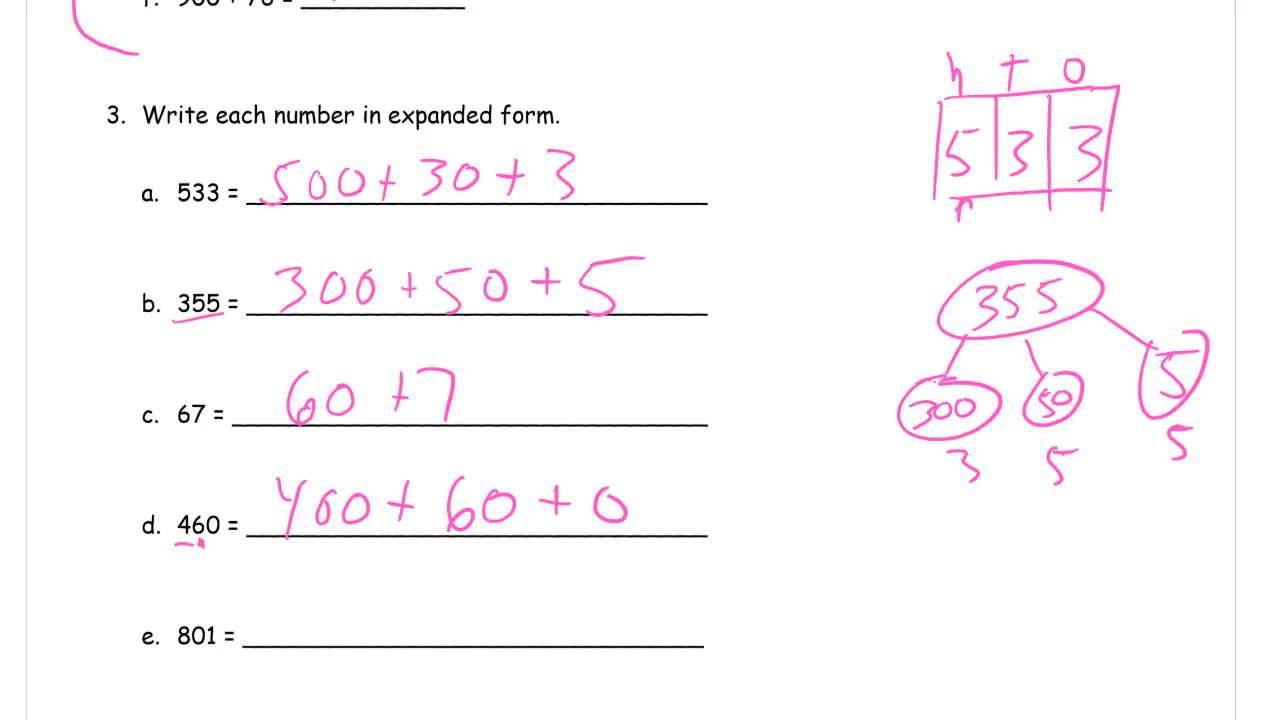 h T O
5 3 3
3. Write each number in expanded form.
a. 533 = 500 + 30 + 3
b. 355 = 300 + 50 + 5
355
300 50 5
3 5 5
c. 67 = 60 + 7
d. 460 = 400 + 60 + 0
e. 801 =